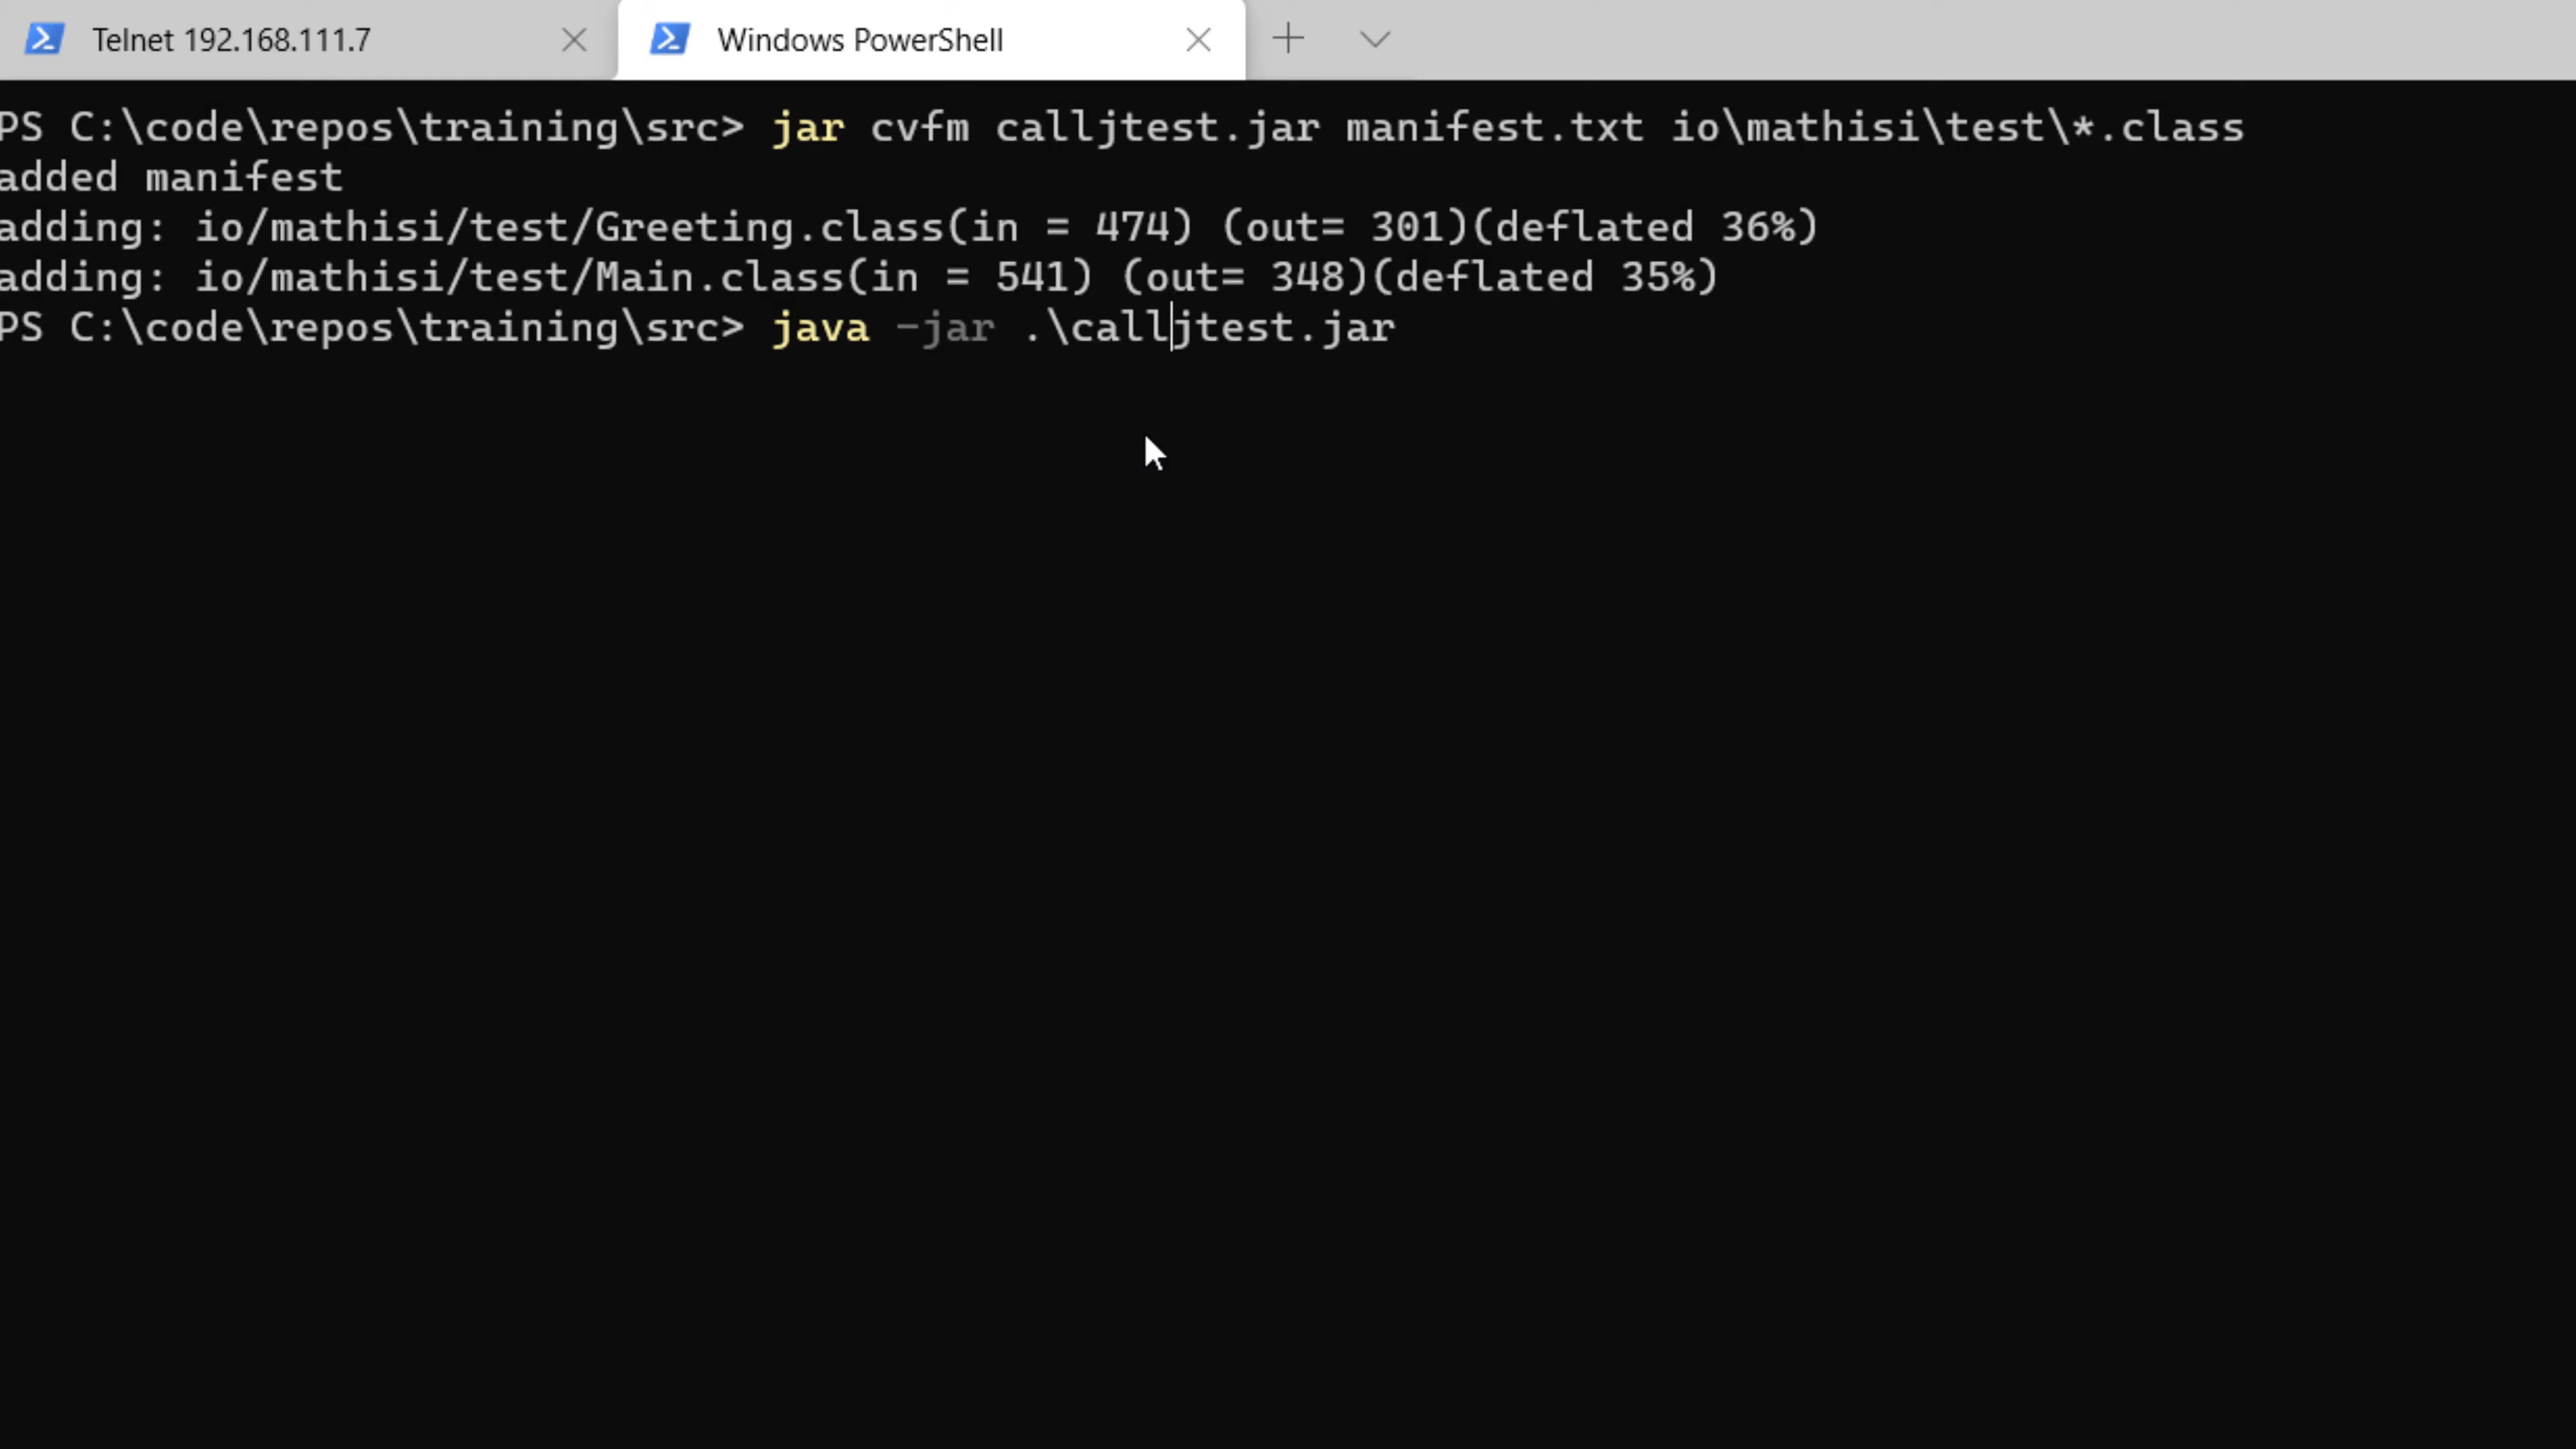 Telnet 192.168.111.7
Windows PowerShell
PS C:\code\repos\training\src> jar cvfm calljtest.jar manifest.txt io\mathisi\test\*.class
added manifest
adding: io/mathisi/test/Greeting.class(in = 474) (out= 301)(deflated 36%)
adding: io/mathisi/test/Main.class(in = 541) (out= 348)(deflated 35%)
PS C:\code\repos\training\src> java -jar .\calljtest.jar